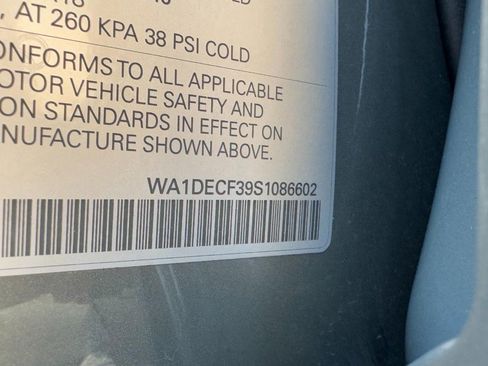 , AT 260 KPA 38 PSI COLD
ONFORMS TO ALL APPLICABLE
OTOR VEHICLE SAFETY AND
ON STANDARDS IN EFFECT ON
NUFACTURE SHOWN ABOVE.
WA1DECF39S1086602